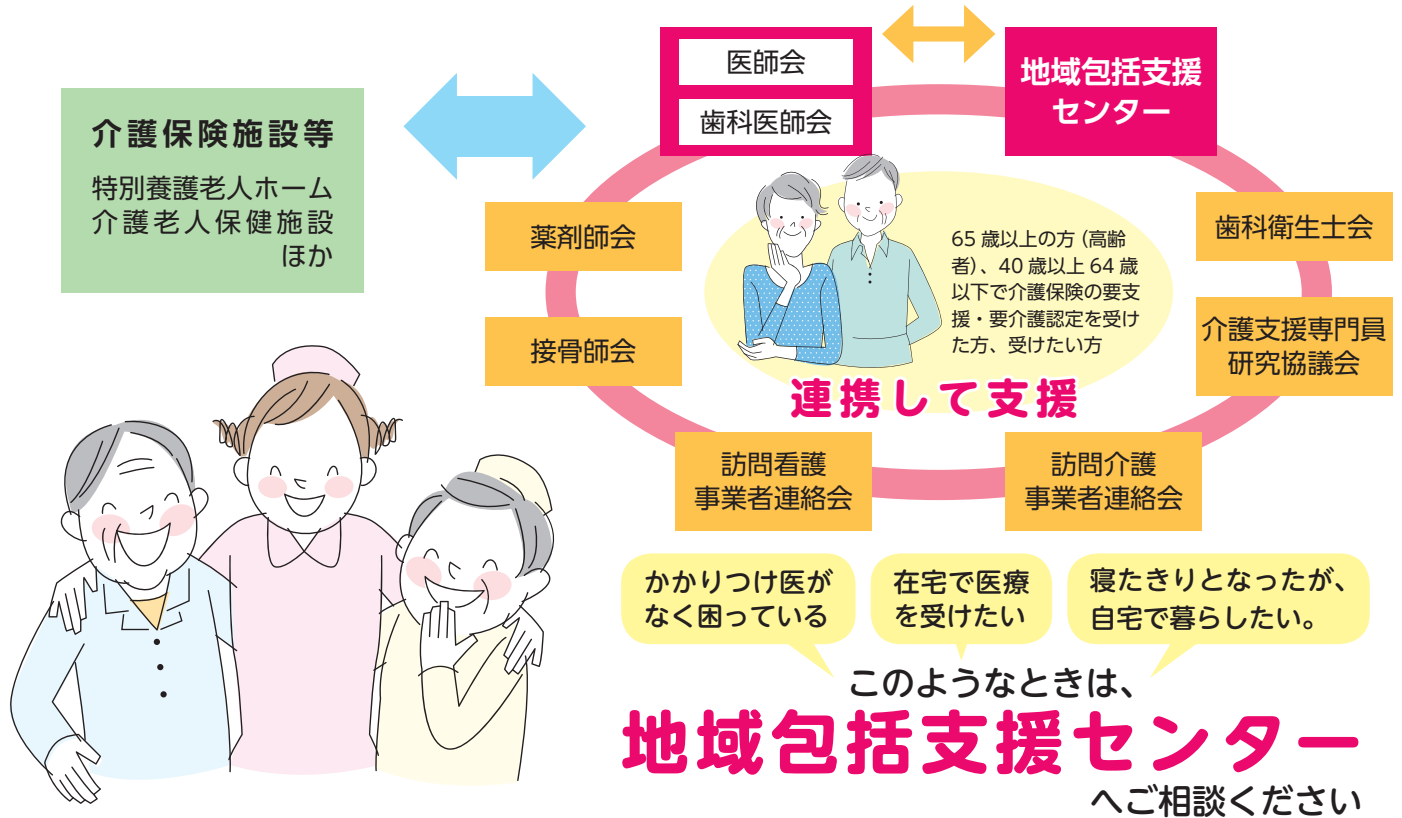 介護保険施設等
特別養護老人ホーム
介護老人保健施設
ほか
医師会
歯科医師会
地域包括支援
センター
薬剤師会
接骨師会
歯科衛生士会
介護支援専門員
研究協議会
65歳以上の方（高齢
者）、40歳以上64歳
以下で介護保険の要支
援・要介護認定を受け
た方、受けたい方
連携して支援
訪問看護
事業者連絡会
訪問介護
事業者連絡会
かかりつけ医が
なく困っている
在宅で医療
を受けたい
寝たきりとなったが、
自宅で暮らしたい。
このようなときは、
地域包括支援センター
へご相談ください